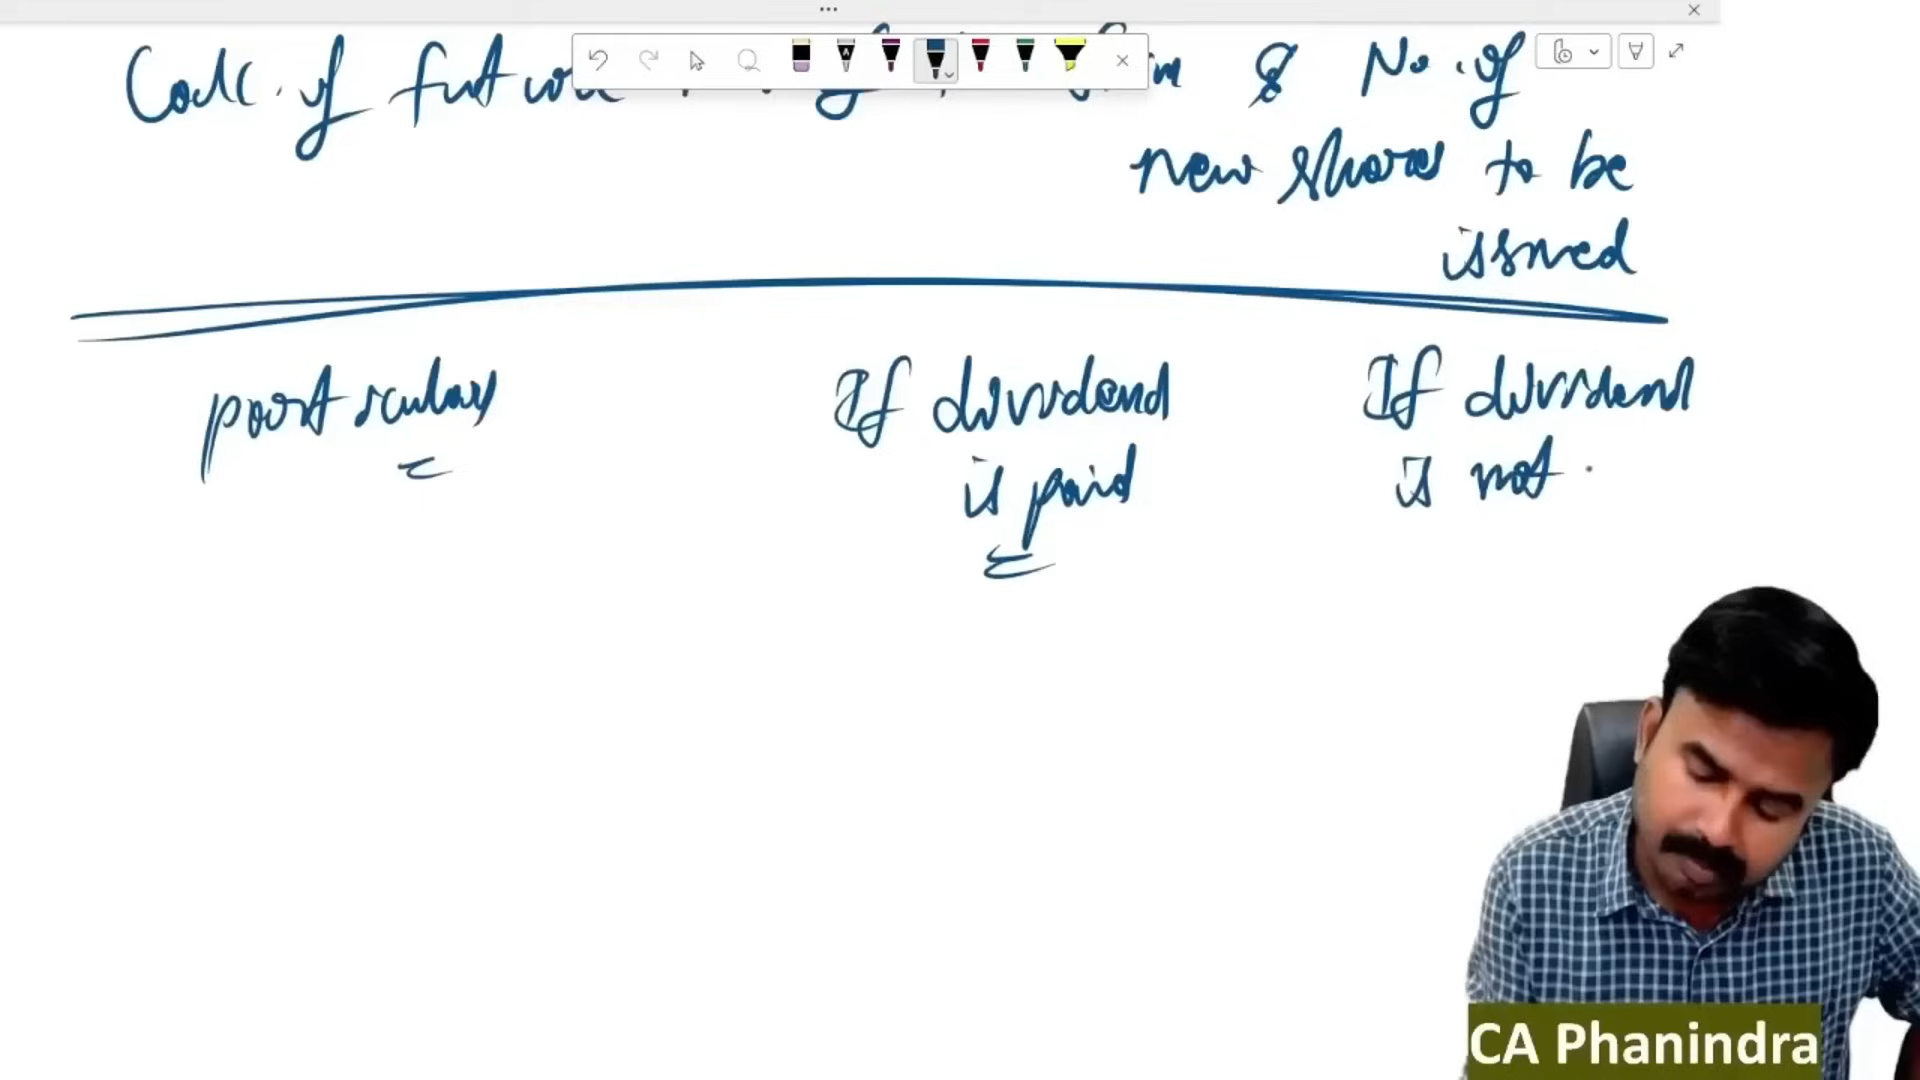 Calc. of future
& No. of
new shares to be
issued
particulars
If dividend
is paid
If dividend
is not
CA Phanindra